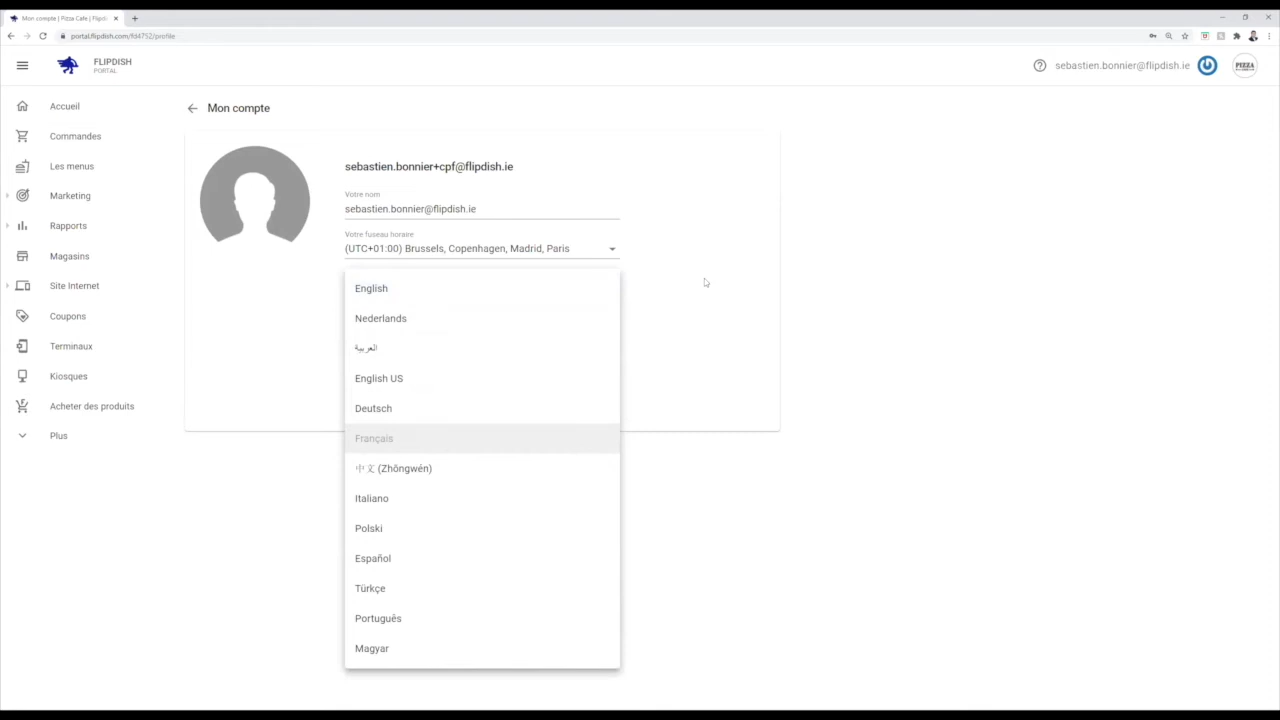 Mon compte | Pizza Cafe | Flipdi
portal.flipdish.com/fd4752/profile
FLIPDISH
PORTAL
sebastien.bonnier@flipdish.ie
PIZZA
Accueil
Commandes
Les menus
Marketing
Rapports
Magasins
Site Internet
Coupons
Terminaux
Kiosques
Acheter des produits
Plus
Mon compte
sebastien.bonnier+cpf@flipdish.ie
Votre nom
sebastien.bonnier@flipdish.ie
Votre fuseau horaire
(UTC+01:00) Brussels, Copenhagen, Madrid, Paris
English
Nederlands
العربية
English US
Deutsch
Français
中文 (Zhōngwén)
Italiano
Polski
Español
Türkçe
Português
Magyar